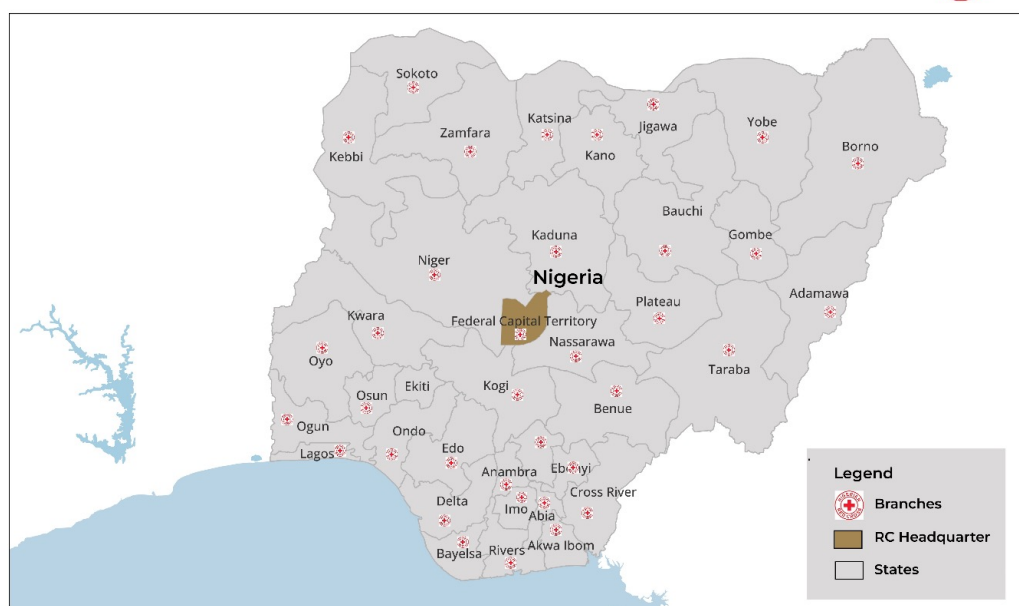 Sokoto
Katsina
Jigawa
Yobe
Zamfara
Kano
Borno
Kebbi
Bauchi
Kaduna
Gombe
Niger
Nigeria
Adamawa
Plateau
Kwara
Federal Capital Territory
Nassarawa
Oyo
Taraba
Ekiti
Kogi
Osun
Benue
Ogun
Ondo
Edo
Lagos
Anambra
Ebonyi
Cross River
Delta
Imo
Abia
Bayelsa
Rivers
Akwa Ibom
Legend
Branches
RC Headquarter
States